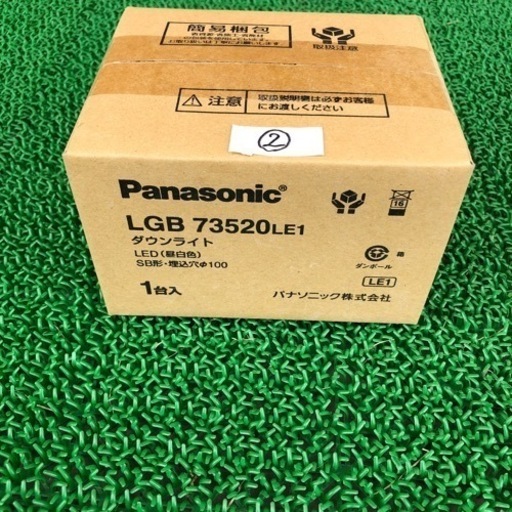 簡易梱包
取扱注意
注意
取扱説明書は必ずお客様
に渡しください。
②
Panasonic®
LGB 73520LE1
ダウンライト
LED(昼白色)
SB形・埋込穴φ100
1台入
16
段
ダンボール
LE1
パナソニック株式会社